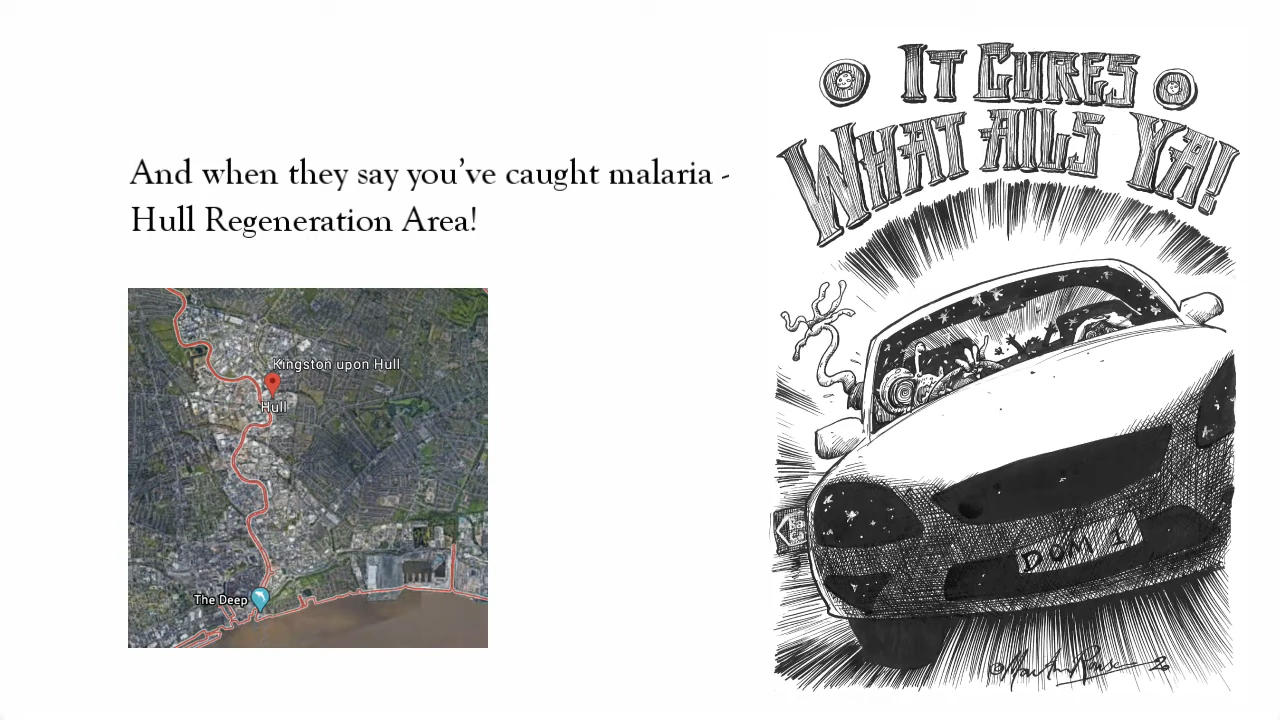 And when they say you’ve caught malaria -
Hull Regeneration Area!
Kingston upon Hull
Hull
The Deep
IT CURES
WHAT AILS YA!
DOM 1